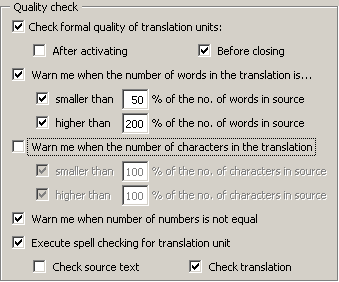 Quality check
Check formal quality of translation units:
After activating Before closing
Warn me when the number of words in the translation is...
smaller than 50 % of the no. of words in source
higher than 200 % of the no. of words in source
Warn me when the number of characters in the translation
smaller than 100 % of the no. of characters in source
higher than 100 % of the no. of characters in source
Warn me when number of numbers is not equal
Execute spell checking for translation unit
Check source text Check translation